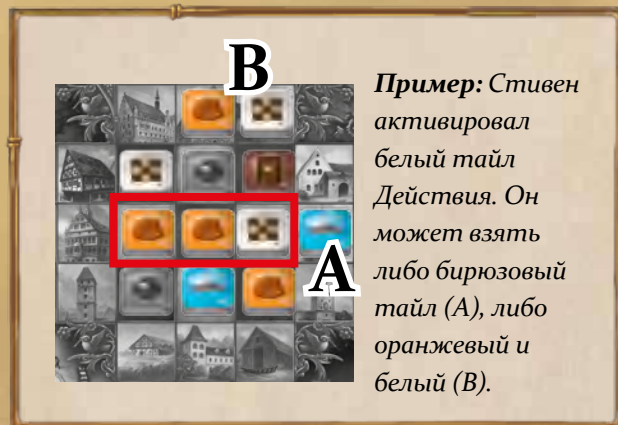 B
A
Пример: Стивен
активировал
белый тайл
Действия. Он
может взять
либо бирюзовый
тайл (A), либо
оранжевый и
белый (B).